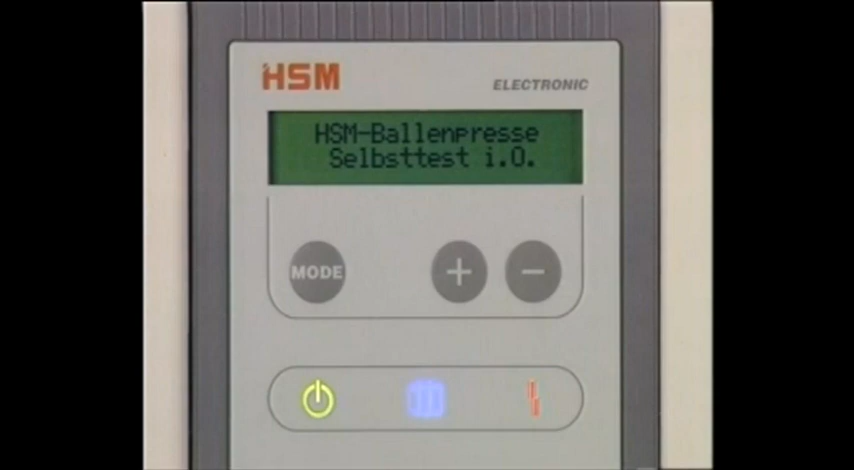 HSM
ELECTRONIC
HSM-Ballenpresse
Selbsttest i.O.
MODE
+
−